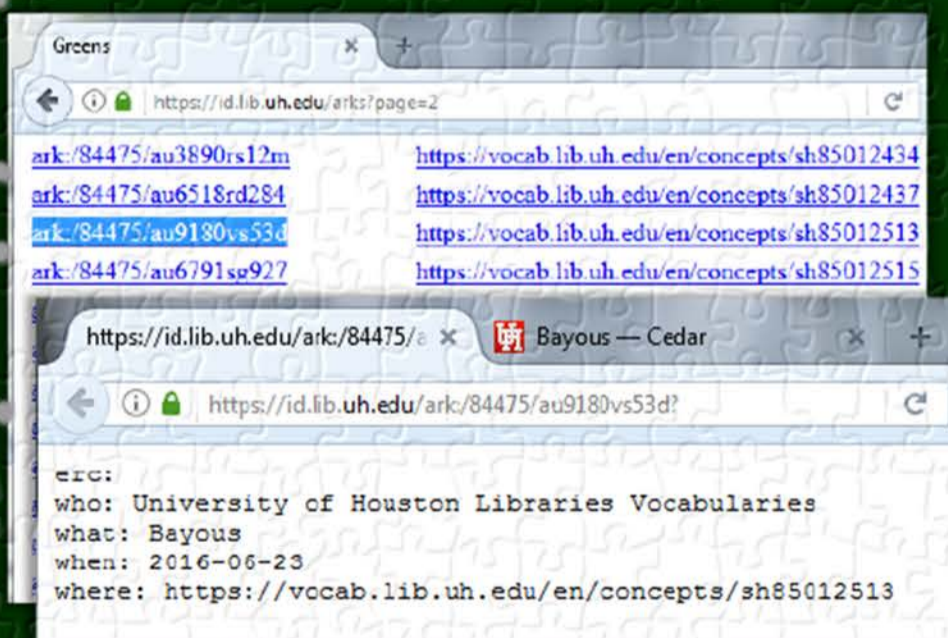 Greens
https://id.lib.uh.edu/arks?page=2
ark:/84475/au3890rs12m https://vocab.lib.uh.edu/en/concepts/sh85012434
ark:/84475/au6518rd284 https://vocab.lib.uh.edu/en/concepts/sh85012437
ark:/84475/au9180vs53d https://vocab.lib.uh.edu/en/concepts/sh85012513
ark:/84475/au6791sg927 https://vocab.lib.uh.edu/en/concepts/sh85012515
https://id.lib.uh.edu/ark:/84475/a Bayous — Cedar
https://id.lib.uh.edu/ark:/84475/au9180vs53d?
erc:
who: University of Houston Libraries Vocabularies
what: Bayous
when: 2016-06-23
where: https://vocab.lib.uh.edu/en/concepts/sh85012513